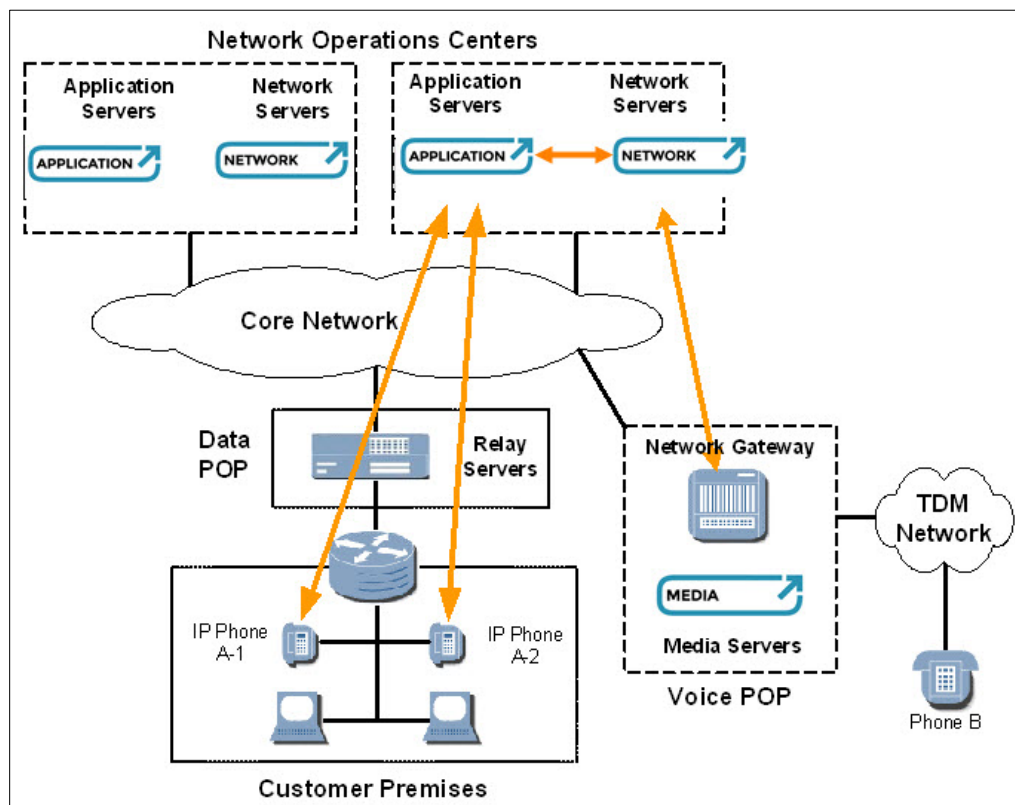 Network Operations Centers
Application
Servers
Network
Servers
APPLICATION
NETWORK
Application
Servers
Network
Servers
APPLICATION
NETWORK
Core Network
Data
POP
Relay
Servers
Network Gateway
TDM
Network
MEDIA
Media Servers
Voice POP
IP Phone
A-1
IP Phone
A-2
Phone B
Customer Premises